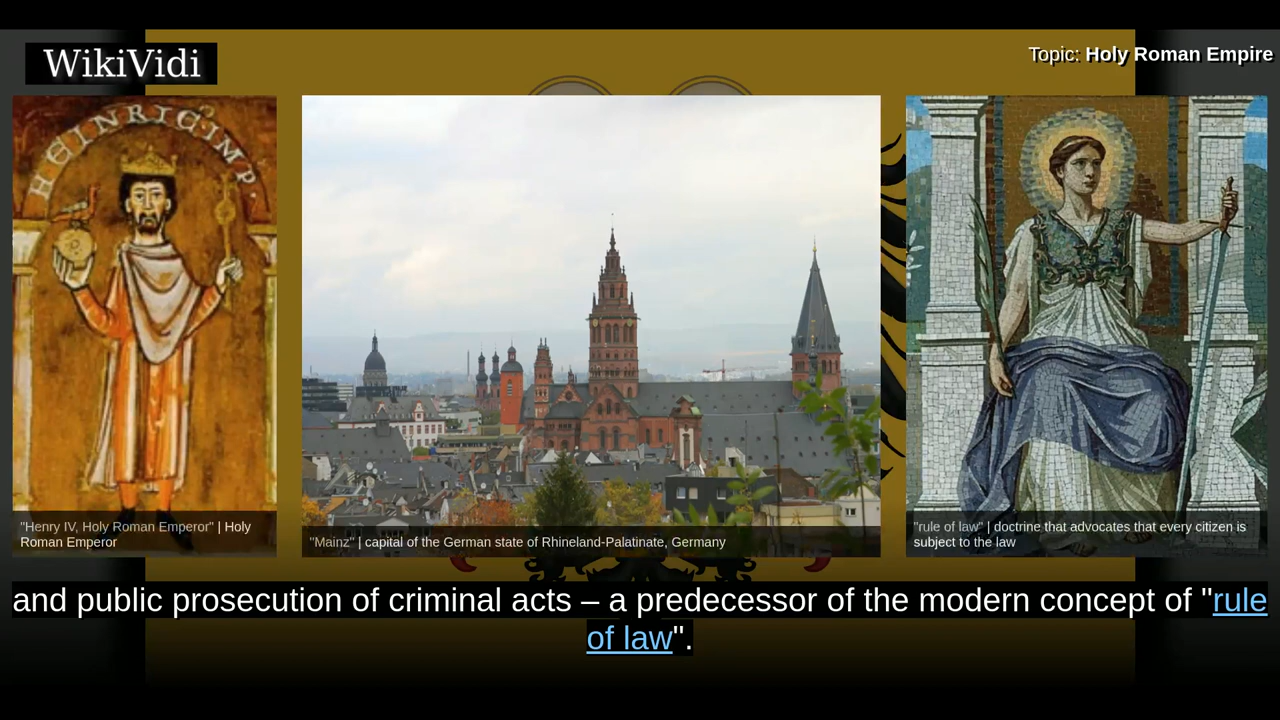 WikiVidi
Topic: Holy Roman Empire
HEINRIC·IMP·
"Henry IV, Holy Roman Emperor" | Holy
Roman Emperor
"Mainz" | capital of the German state of Rhineland-Palatinate, Germany
"rule of law" | doctrine that advocates that every citizen is
subject to the law
and public prosecution of criminal acts – a predecessor of the modern concept of "rule
of law".